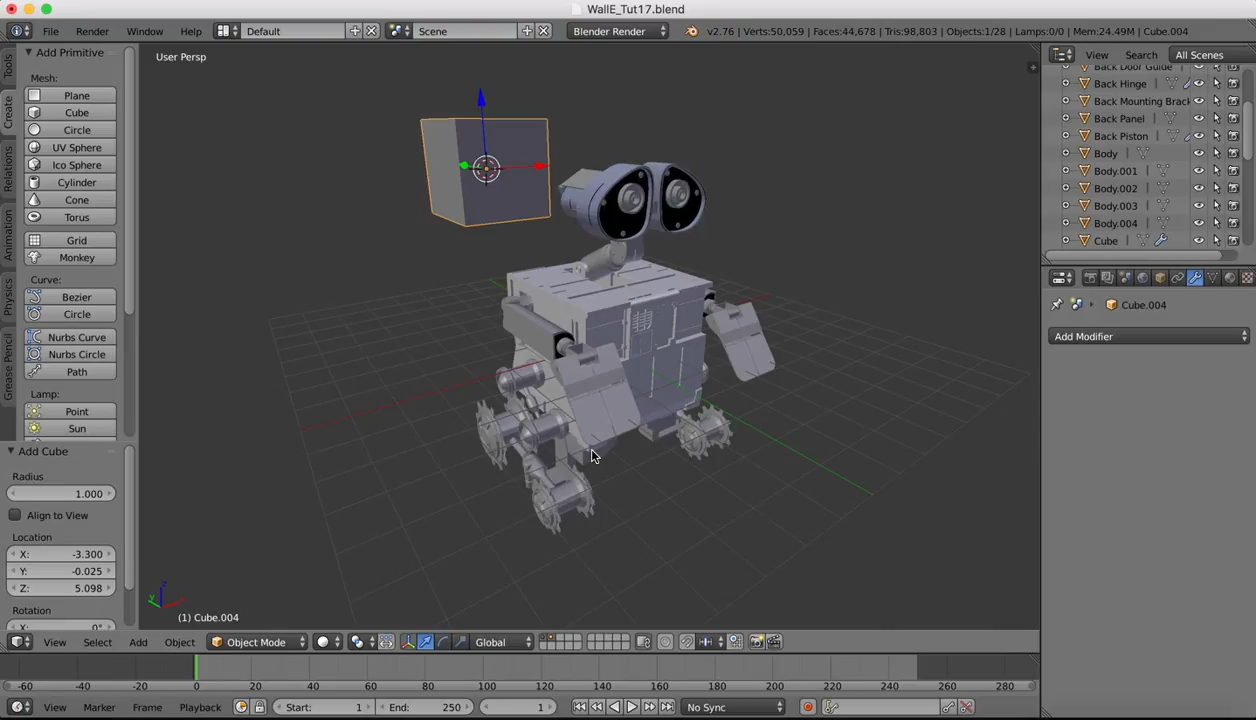 WallE_Tut17.blend
File Render Window Help Default Scene Blender Render v2.76 | Verts:50,059 | Faces:44,678 | Tris:98,803 | Objects:1/28 | Lamps:0/0 | Mem:24.49M | Cube.004
Add Primitive
Mesh:
Plane
Cube
Circle
UV Sphere
Ico Sphere
Cylinder
Cone
Torus
Grid
Monkey
Curve:
Bezier
Circle
Nurbs Curve
Nurbs Circle
Path
Lamp:
Point
Sun
Tools
Create
Relations
Animation
Physics
Grease Pencil
Add Cube
Radius
1.000
Align to View
Location
X: -3.300
Y: -0.025
Z: 5.098
Rotation
X: 0°
User Persp
(1) Cube.004
View Search All Scenes
Back Door Guide
Back Hinge
Back Mounting Brack
Back Panel
Back Piston
Body
Body.001
Body.002
Body.003
Body.004
Cube
Cube.004
Add Modifier
View Select Add Object Object Mode Global
-60 -40 -20 0 20 40 60 80 100 120 140 160 180 200 220 240 260 280
View Marker Frame Playback Start: 1 End: 250 1 No Sync